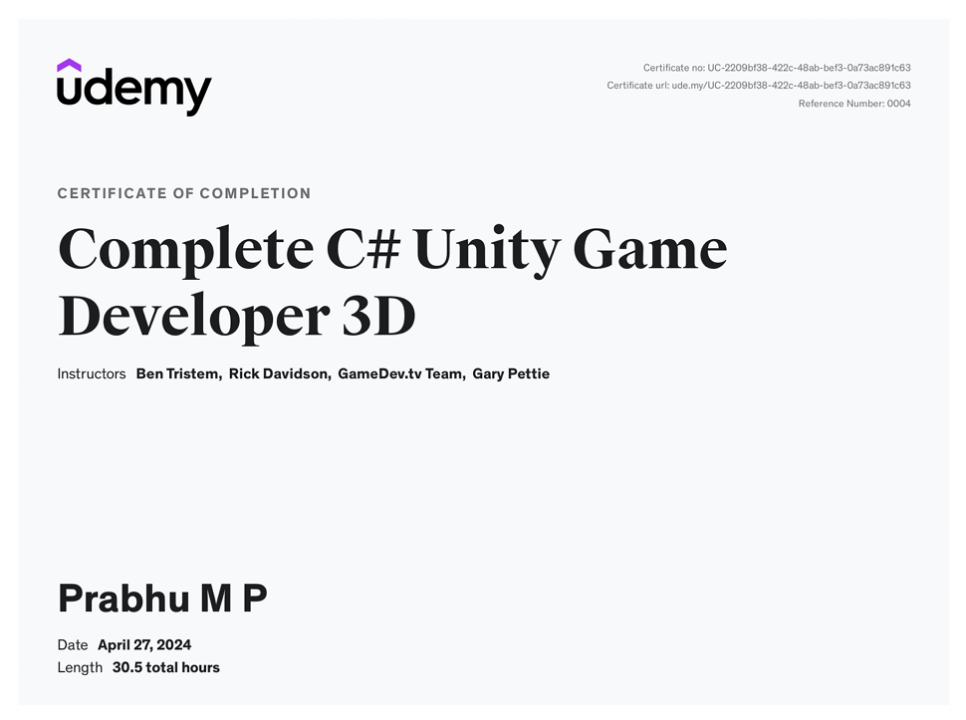 udemy
Certificate no: UC-2209bf38-422c-48ab-bef3-0a73ac891c63
Certificate url: ude.my/UC-2209bf38-422c-48ab-bef3-0a73ac891c63
Reference Number: 0004
CERTIFICATE OF COMPLETION
Complete C# Unity Game
Developer 3D
Instructors Ben Tristem, Rick Davidson, GameDev.tv Team, Gary Pettie
Prabhu M P
Date April 27, 2024
Length 30.5 total hours